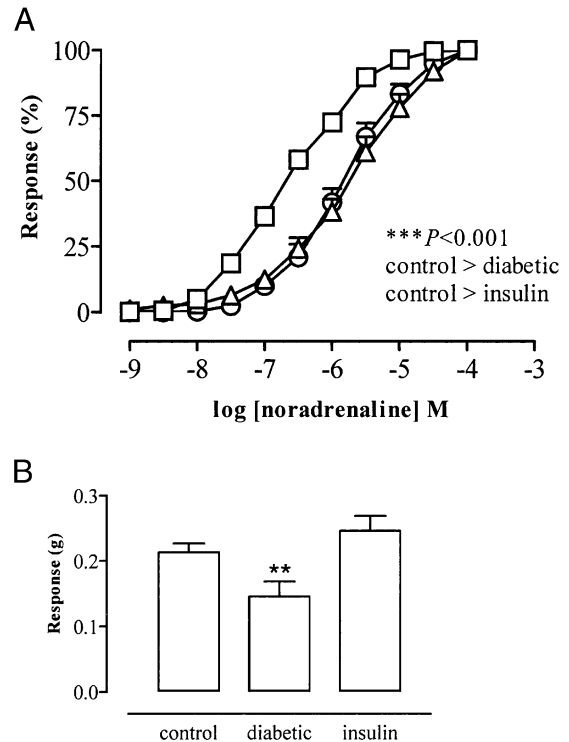 A
100
75
50
25
0
Response (%)
***P<0.001
control > diabetic
control > insulin
-9 -8 -7 -6 -5 -4 -3
log [noradrenaline] M
B
0.3
0.2
0.1
0.0
Response (g)
**
control diabetic insulin